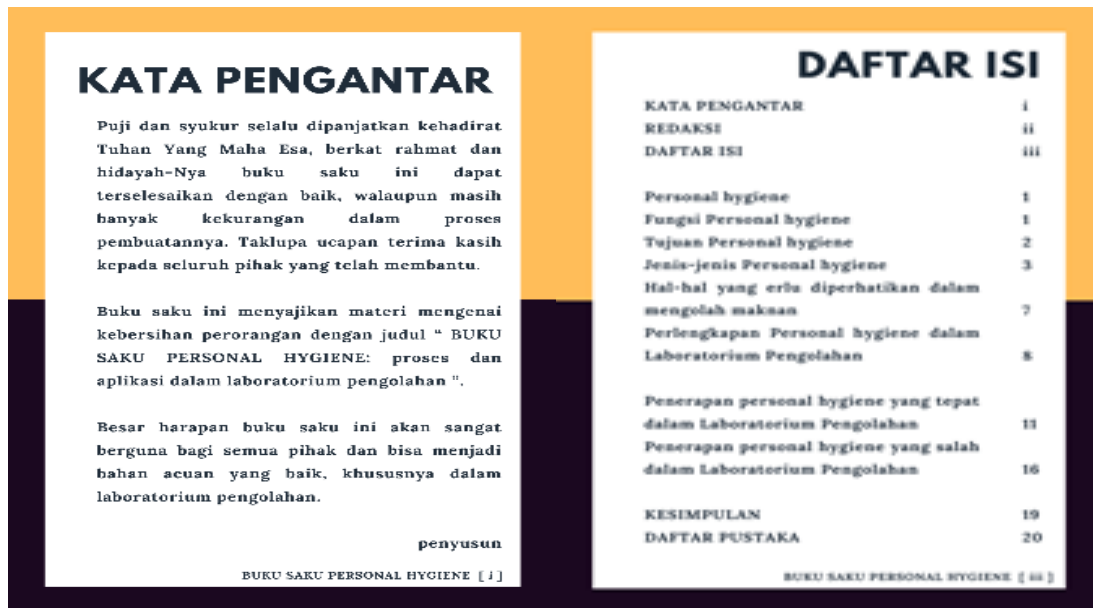 KATA PENGANTAR
Puji dan syukur selalu dipanjatkan kehadirat
Tuhan Yang Maha Esa, berkat rahmat dan
hidayah-Nya buku saku ini dapat
terselesaikan dengan baik, walaupun masih
banyak kekurangan dalam proses
pembuatannya. Taklupa ucapan terima kasih
kepada seluruh pihak yang telah membantu.
Buku saku ini menyajikan materi mengenai
kebersihan perorangan dengan judul “ BUKU
SAKU PERSONAL HYGIENE: proses dan
aplikasi dalam laboratorium pengolahan ".
Besar harapan buku saku ini akan sangat
berguna bagi semua pihak dan bisa menjadi
bahan acuan yang baik, khususnya dalam
laboratorium pengolahan.
penyusun
BUKU SAKU PERSONAL HYGIENE [ i ]
DAFTAR ISI
KATA PENGANTAR i
REDAKSI ii
DAFTAR ISI iii
Personal hygiene 1
Fungsi Personal hygiene 1
Tujuan Personal hygiene 2
Jenis-jenis Personal hygiene 3
Hal-hal yang erlu diperhatikan dalam
mengolah maknan 7
Perlengkapan Personal hygiene dalam
Laboratorium Pengolahan 8
Penerapan personal hygiene yang tepat
dalam Laboratorium Pengolahan 11
Penerapan personal hygiene yang salah
dalam Laboratorium Pengolahan 16
KESIMPULAN 19
DAFTAR PUSTAKA 20
BUKU SAKU PERSONAL HYGIENE [ iii ]